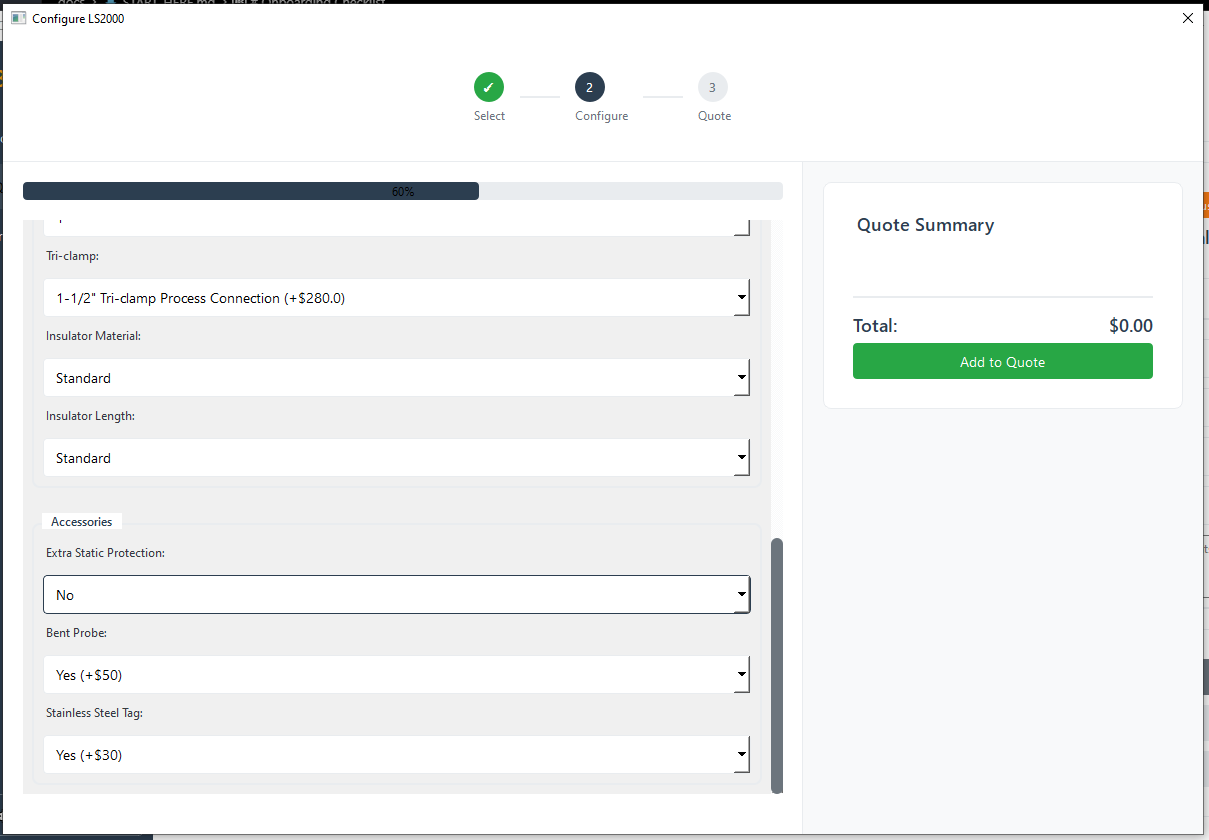 Configure LS2000
✔
2
3
Select
Configure
Quote
60%
Tri-clamp:
1-1/2" Tri-clamp Process Connection (+$280.0)
Insulator Material:
Standard
Insulator Length:
Standard
Accessories
Extra Static Protection:
No
Bent Probe:
Yes (+$50)
Stainless Steel Tag:
Yes (+$30)
Quote Summary
Total: $0.00
Add to Quote